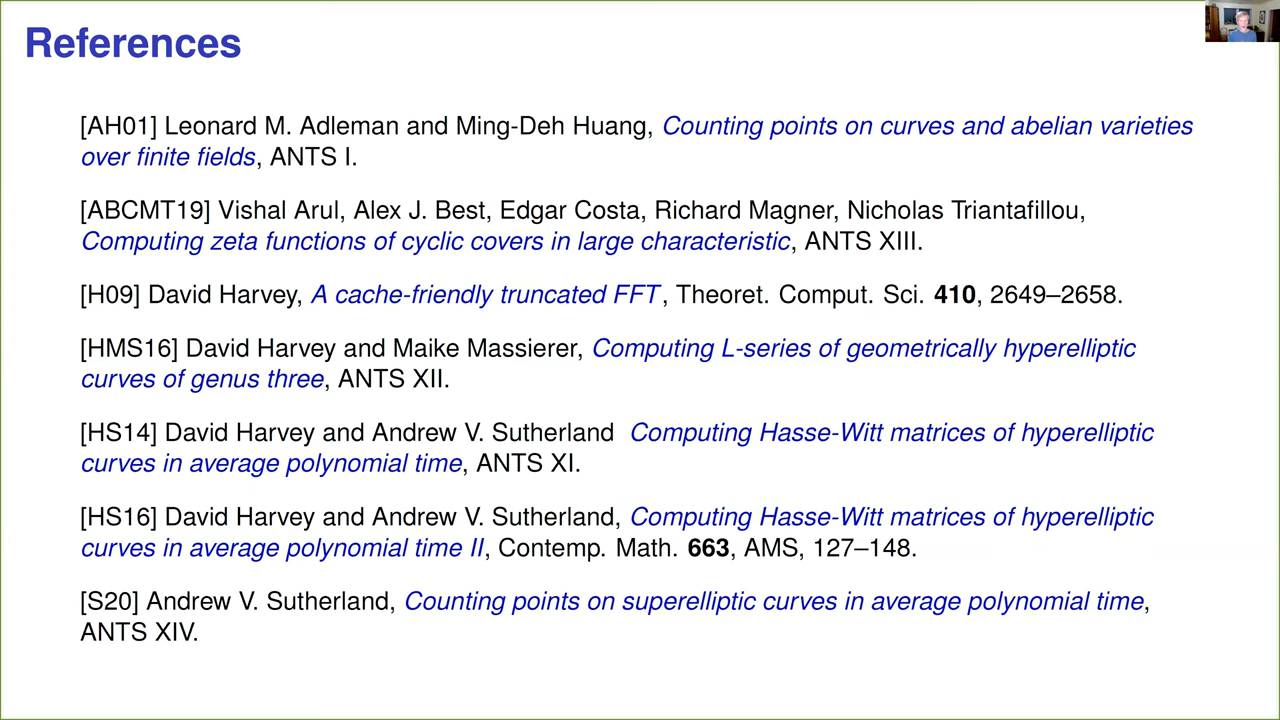 References
[AH01] Leonard M. Adleman and Ming-Deh Huang, Counting points on curves and abelian varieties
over finite fields, ANTS I.
[ABCMT19] Vishal Arul, Alex J. Best, Edgar Costa, Richard Magner, Nicholas Triantafillou,
Computing zeta functions of cyclic covers in large characteristic, ANTS XIII.
[H09] David Harvey, A cache-friendly truncated FFT, Theoret. Comput. Sci. 410, 2649–2658.
[HMS16] David Harvey and Maike Massierer, Computing L-series of geometrically hyperelliptic
curves of genus three, ANTS XII.
[HS14] David Harvey and Andrew V. Sutherland Computing Hasse-Witt matrices of hyperelliptic
curves in average polynomial time, ANTS XI.
[HS16] David Harvey and Andrew V. Sutherland, Computing Hasse-Witt matrices of hyperelliptic
curves in average polynomial time II, Contemp. Math. 663, AMS, 127–148.
[S20] Andrew V. Sutherland, Counting points on superelliptic curves in average polynomial time,
ANTS XIV.